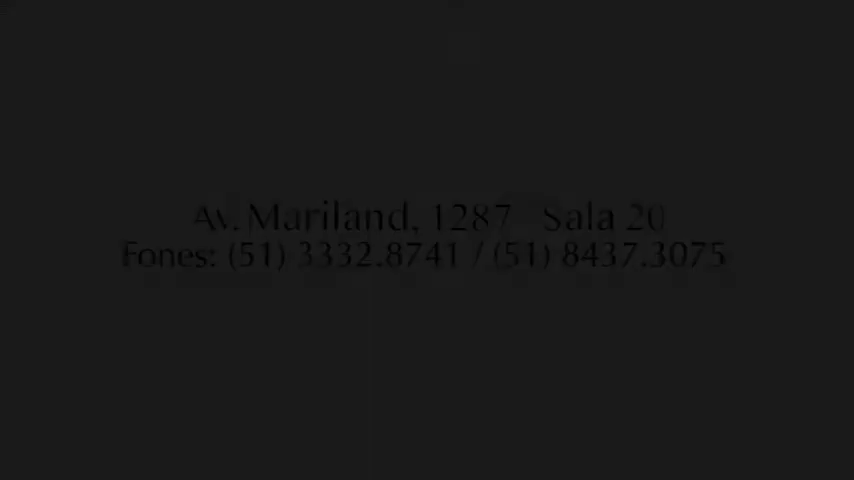 Av. Mariland, 1287 Sala 20
Fones: (51) 3332.8741 / (51) 8437.3075